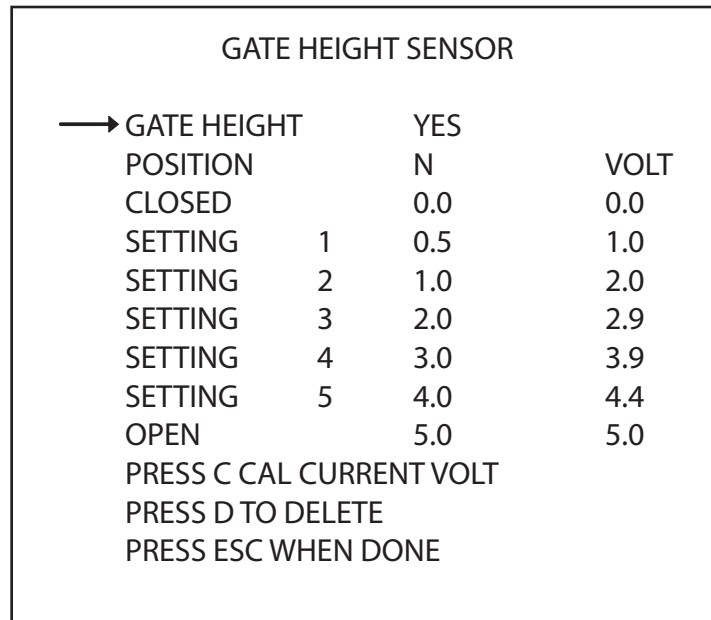 GATE HEIGHT SENSOR
GATE HEIGHT YES
POSITION N VOLT
CLOSED 0.0 0.0
SETTING 1 0.5 1.0
SETTING 2 1.0 2.0
SETTING 3 2.0 2.9
SETTING 4 3.0 3.9
SETTING 5 4.0 4.4
OPEN 5.0 5.0
PRESS C CAL CURRENT VOLT
PRESS D TO DELETE
PRESS ESC WHEN DONE